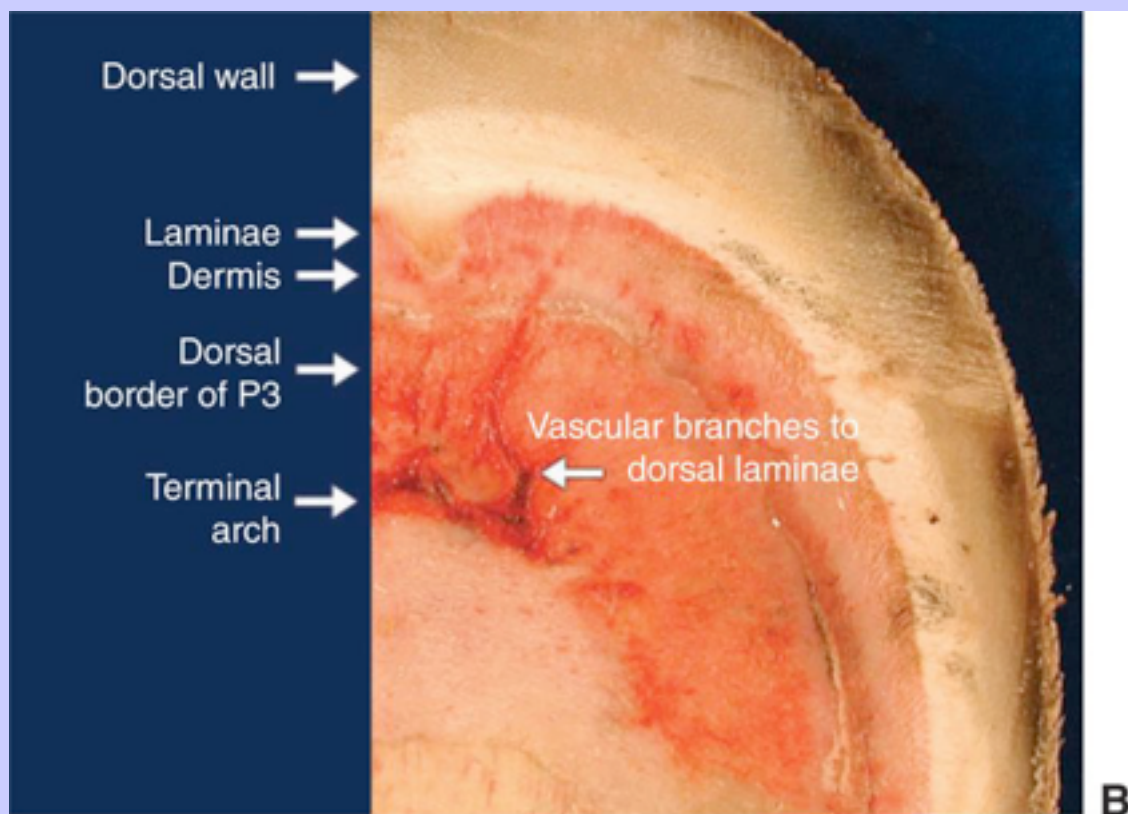 Dorsal wall
Laminae
Dermis
Dorsal
border of P3
Vascular branches to
dorsal laminae
Terminal
arch
B